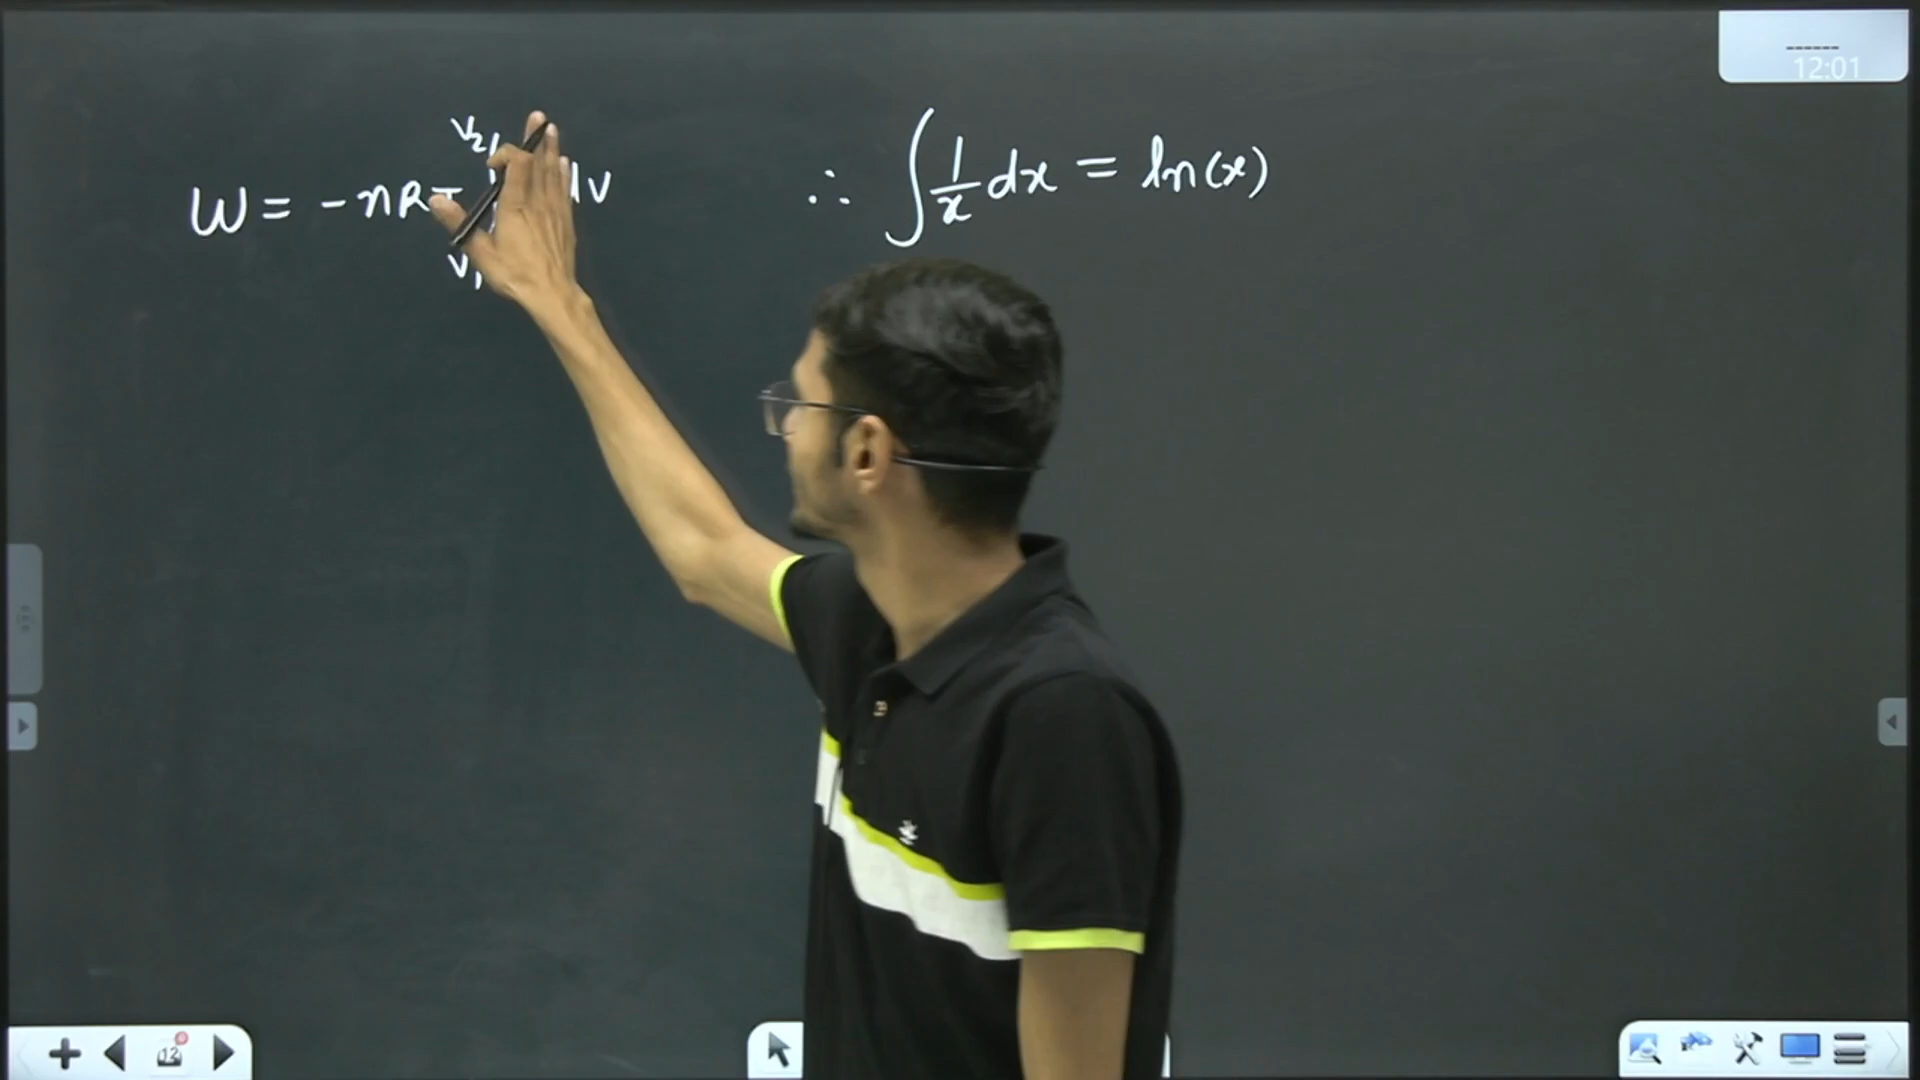 W = -nRT ∫ dv
v2
v1
∴ ∫ 1/x dx = ln(x)
12:01
12